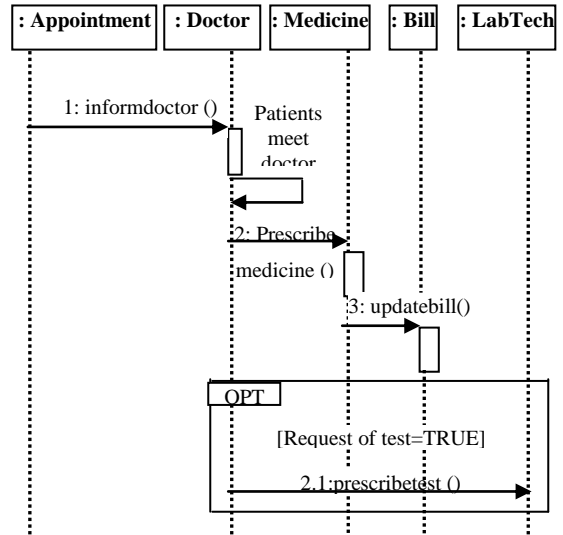 : Appointment
: Doctor
: Medicine
: Bill
: LabTech
1: informdoctor ()
Patients
meet
doctor
2: Prescribe
medicine ()
3: updatebill()
OPT
[Request of test=TRUE]
2.1:prescribetest ()